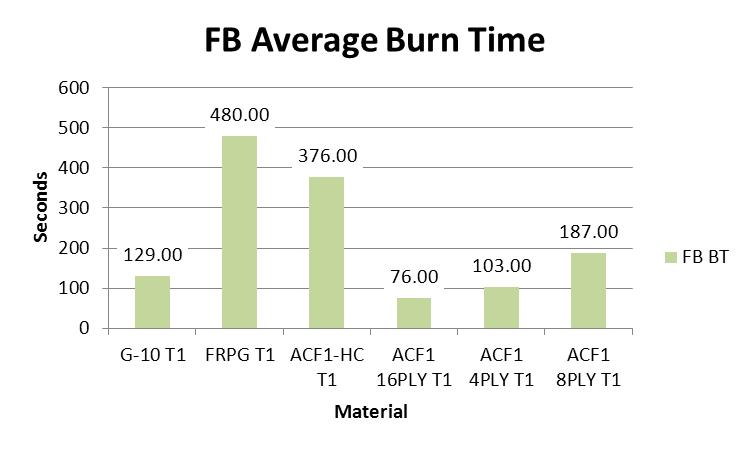 FB Average Burn Time
600
500
400
300
200
100
0
Seconds
129.00
480.00
376.00
76.00
103.00
187.00
G-10 T1
FRPG T1
ACF1-HC
T1
ACF1
16PLY T1
ACF1
4PLY T1
ACF1
8PLY T1
Material
FB BT